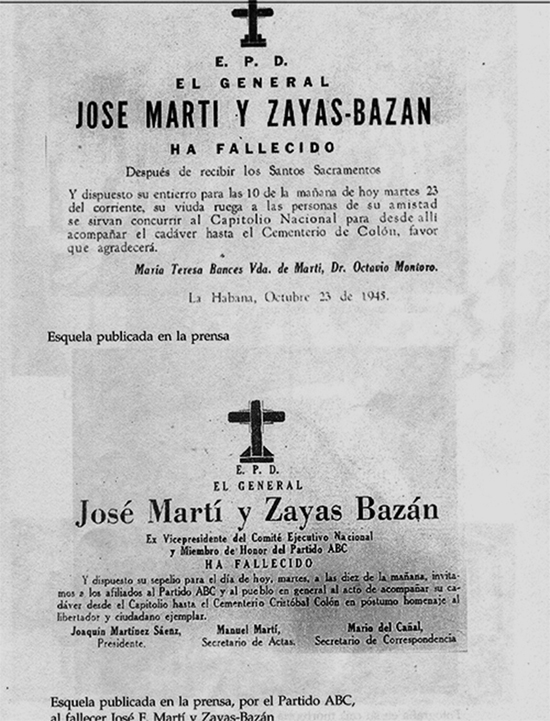 E. P. D.
EL GENERAL
JOSE MARTI Y ZAYAS-BAZAN
HA FALLECIDO
Después de recibir los Santos Sacramentos
Y dispuesto su entierro para las 10 de la mañana de hoy martes 23
del corriente, su viuda ruega a las personas de su amistad
se sirvan concurrir al Capitolio Nacional para desde allí
acompañar el cadáver hasta el Cementerio de Colón, favor
que agradecerá.
María Teresa Bances Vda. de Martí, Dr. Octavio Montoro.
La Habana, Octubre 23 de 1945.
Esquela publicada en la prensa
E. P. D.
EL GENERAL
José Martí y Zayas Bazán
Ex Vicepresidente del Comité Ejecutivo Nacional
y Miembro de Honor del Partido ABC
HA FALLECIDO
Y dispuesto su sepelio para el día de hoy, martes, a las diez de la mañana, invita-
mos a los afiliados al Partido ABC y al pueblo en general al acto de acompañar su ca-
dáver desde el Capitolio hasta el Cementerio Cristóbal Colón en póstumo homenaje al
libertador y ciudadano ejemplar.
Joaquín Martínez Sáenz, Manuel Martí, Mario del Cañal,
Presidente. Secretario de Actas. Secretario de Correspondencia
Esquela publicada en la prensa, por el Partido ABC,
al fallecer José F. Martí y Zayas-Bazán